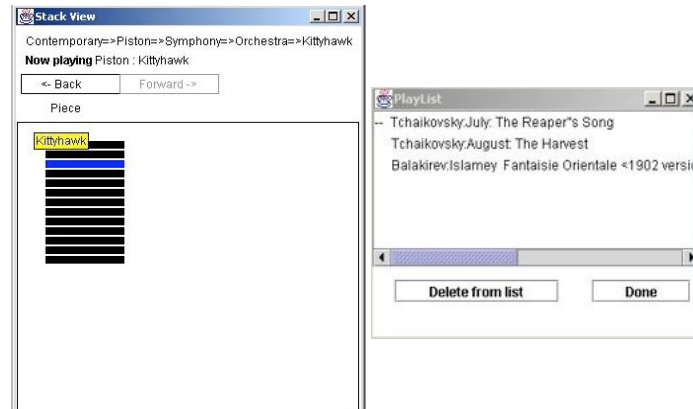 Stack View
Contemporary=>Piston=>Symphony=>Orchestra=>Kittyhawk
Now playing Piston : Kittyhawk
<- Back
Forward ->
Piece
Kittyhawk
PlayList
-- Tchaikovsky:July: The Reaper"s Song
Tchaikovsky:August: The Harvest
Balakirev:Islamey Fantaisie Orientale <1902 versio
Delete from list
Done